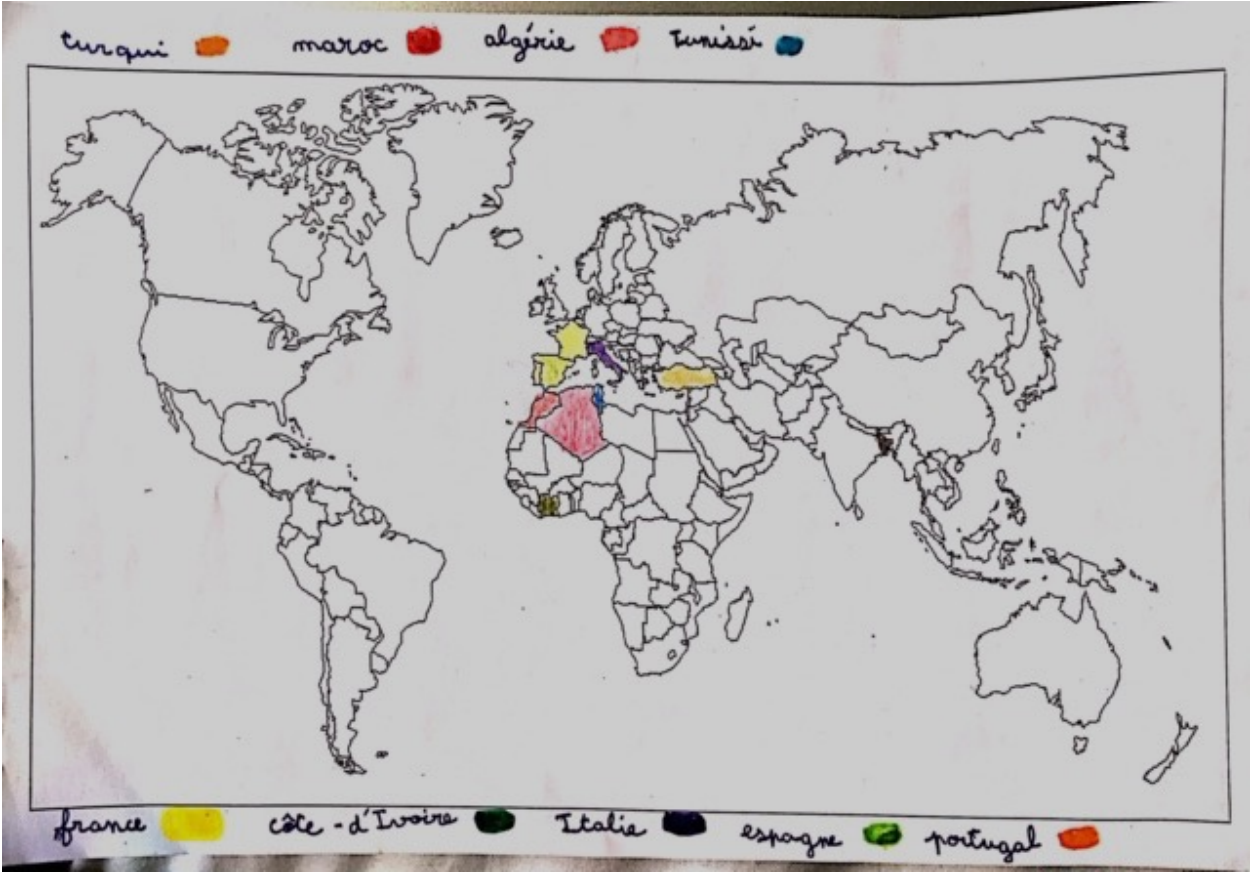 turqui maroc algérie Tunissi
france côte-d'Ivoire Italie espagne portugal